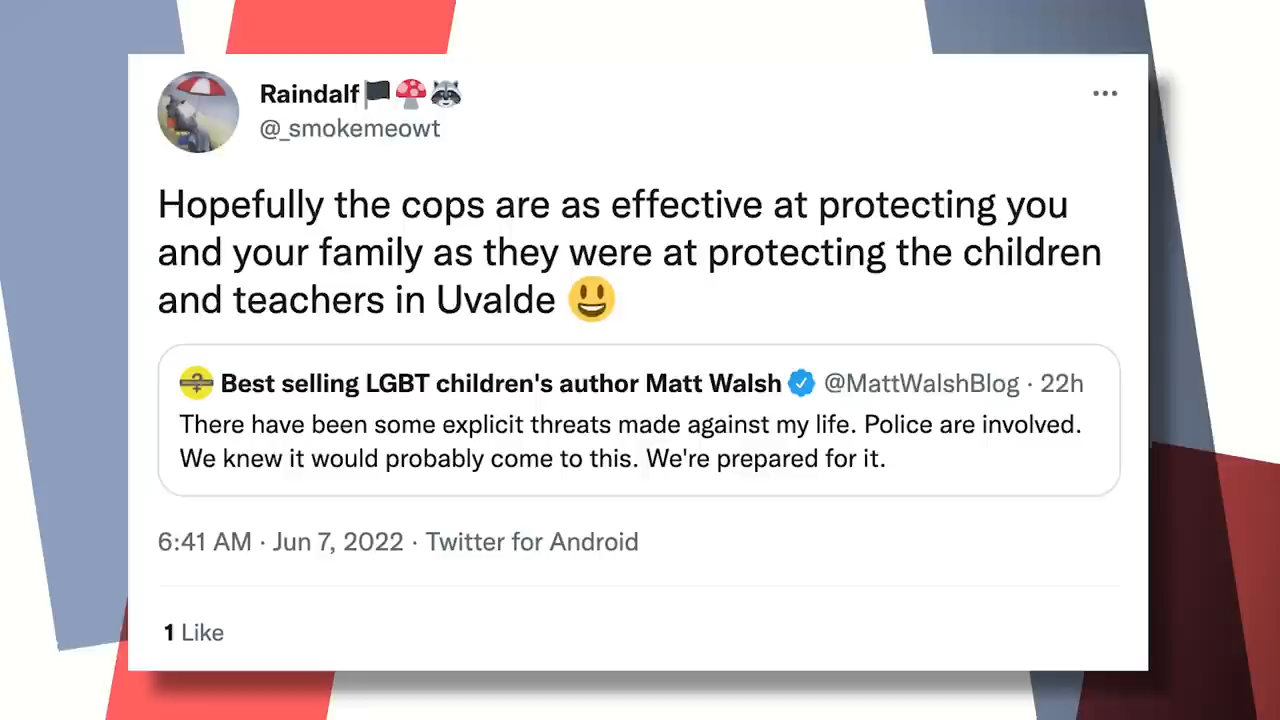 Raindalf🏴🍄🦝
@_smokemeowt
Hopefully the cops are as effective at protecting you
and your family as they were at protecting the children
and teachers in Uvalde 😃
Best selling LGBT children's author Matt Walsh @MattWalshBlog · 22h
There have been some explicit threats made against my life. Police are involved.
We knew it would probably come to this. We're prepared for it.
6:41 AM · Jun 7, 2022 · Twitter for Android
1 Like